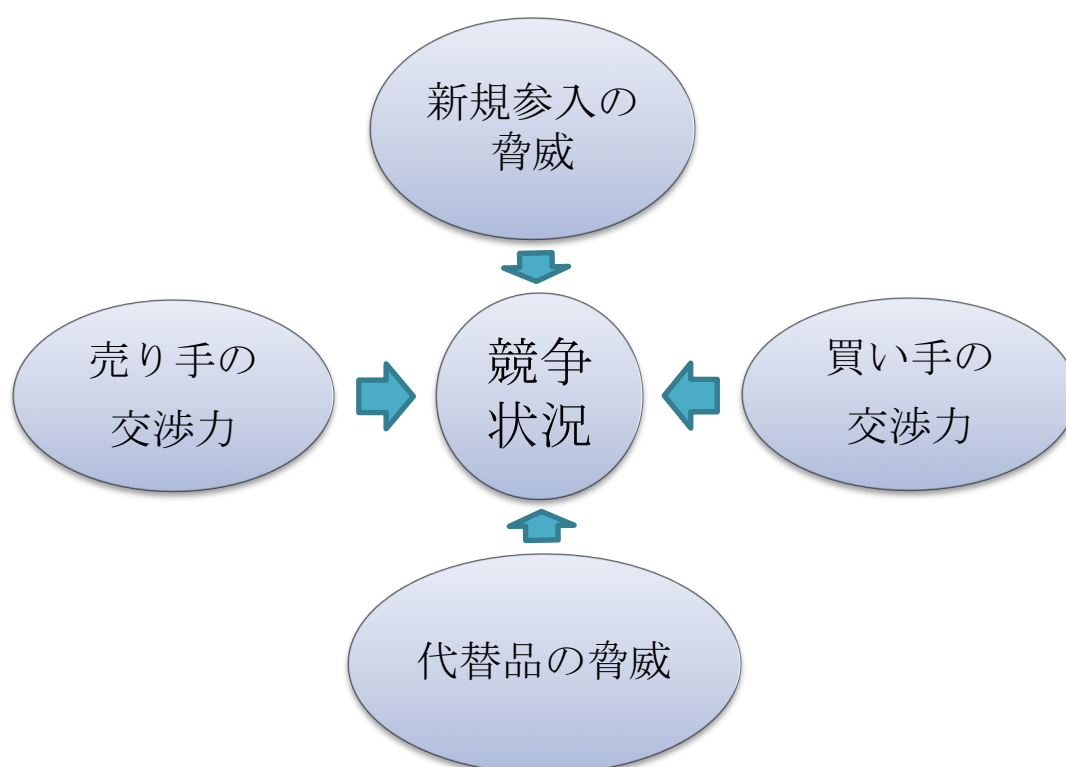 新規参入の
脅威
売り手の
交渉力
競争
状況
買い手の
交渉力
代替品の脅威